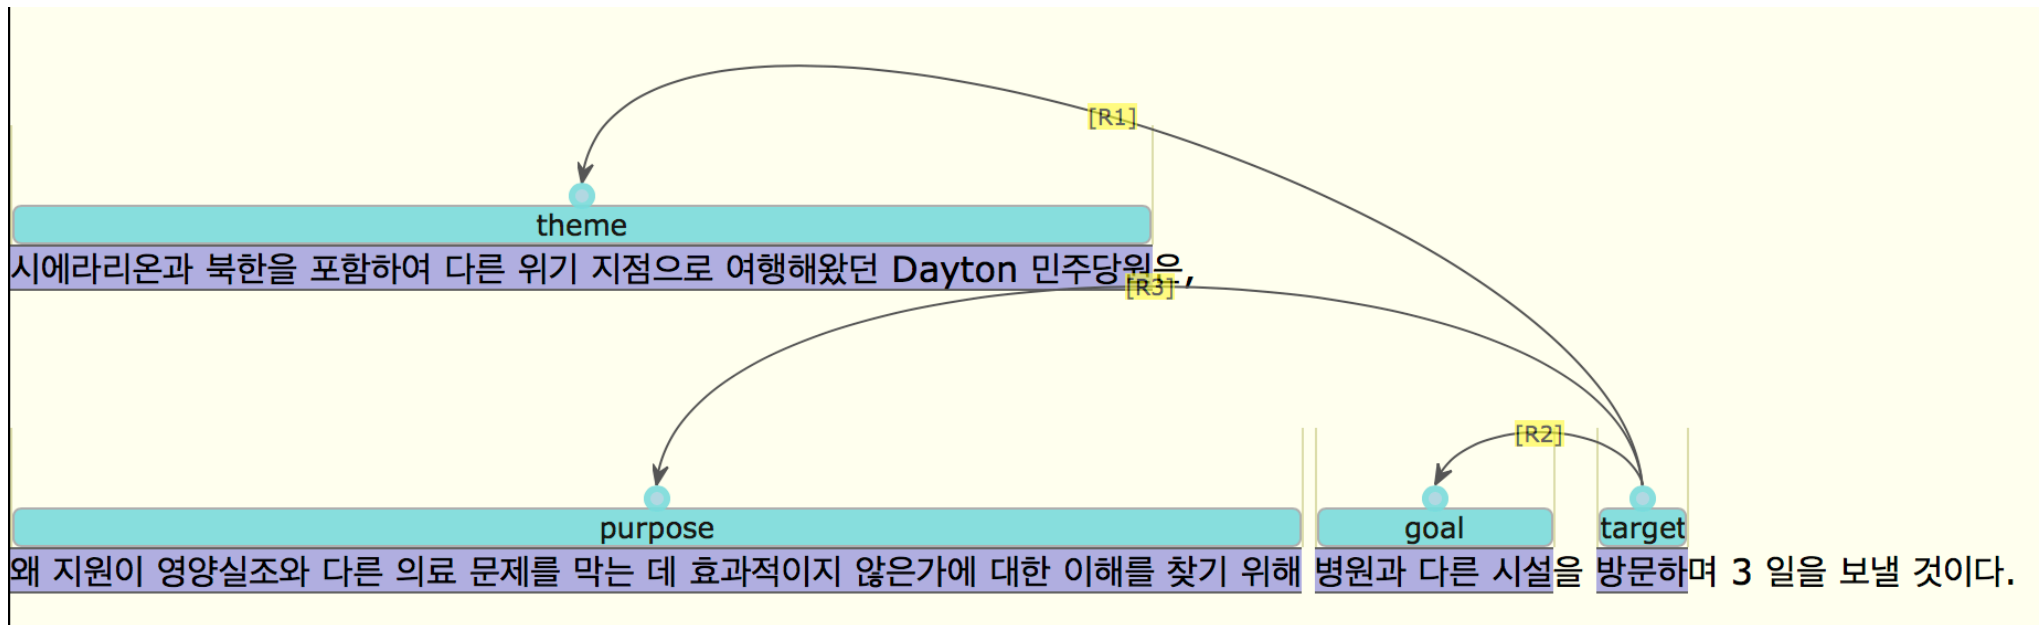 [R1]
theme
시에라리온과 북한을 포함하여 다른 위기 지점으로 여행해왔던 Dayton 민주당원은,
[R3]
[R2]
purpose goal target
왜 지원이 영양실조와 다른 의료 문제를 막는 데 효과적이지 않은가에 대한 이해를 찾기 위해 병원과 다른 시설을 방문하며 3 일을 보낼 것이다.